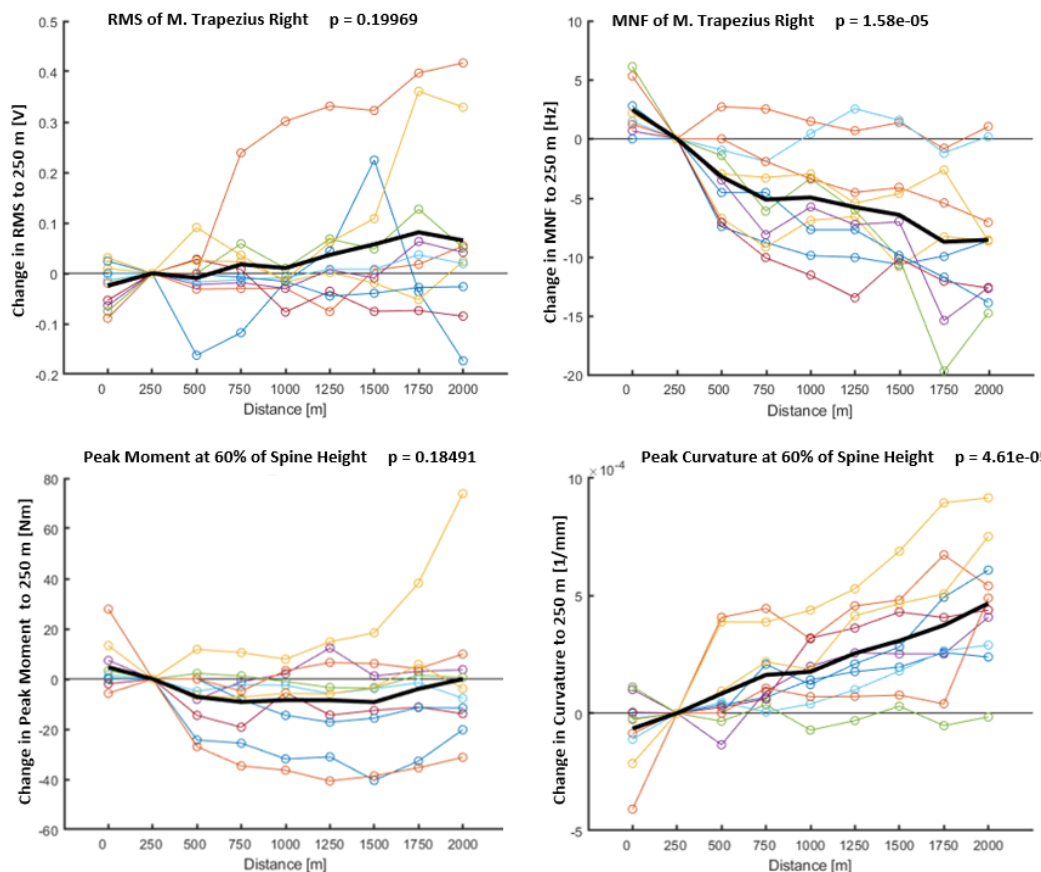 RMS of M. Trapezius Right p = 0.19969
Change in RMS to 250 m [V]
0.5
0.4
0.3
0.2
0.1
0
-0.1
-0.2
0 250 500 750 1000 1250 1500 1750 2000
Distance [m]
MNF of M. Trapezius Right p = 1.58e-05
Change in MNF to 250 m [Hz]
10
5
0
-5
-10
-15
-20
0 250 500 750 1000 1250 1500 1750 2000
Distance [m]
Peak Moment at 60% of Spine Height p = 0.18491
Change in Peak Moment to 250 m [Nm]
80
60
40
20
0
-20
-40
-60
0 250 500 750 1000 1250 1500 1750 2000
Distance [m]
Peak Curvature at 60% of Spine Height p = 4.61e-05
× 10^-4
Change in Curvature to 250 m [1/mm]
10
5
0
-5
0 250 500 750 1000 1250 1500 1750 2000
Distance [m]